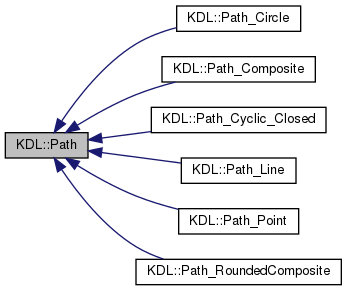 KDL::Path_Circle
KDL::Path_Composite
KDL::Path_Cyclic_Closed
KDL::Path
KDL::Path_Line
KDL::Path_Point
KDL::Path_RoundedComposite